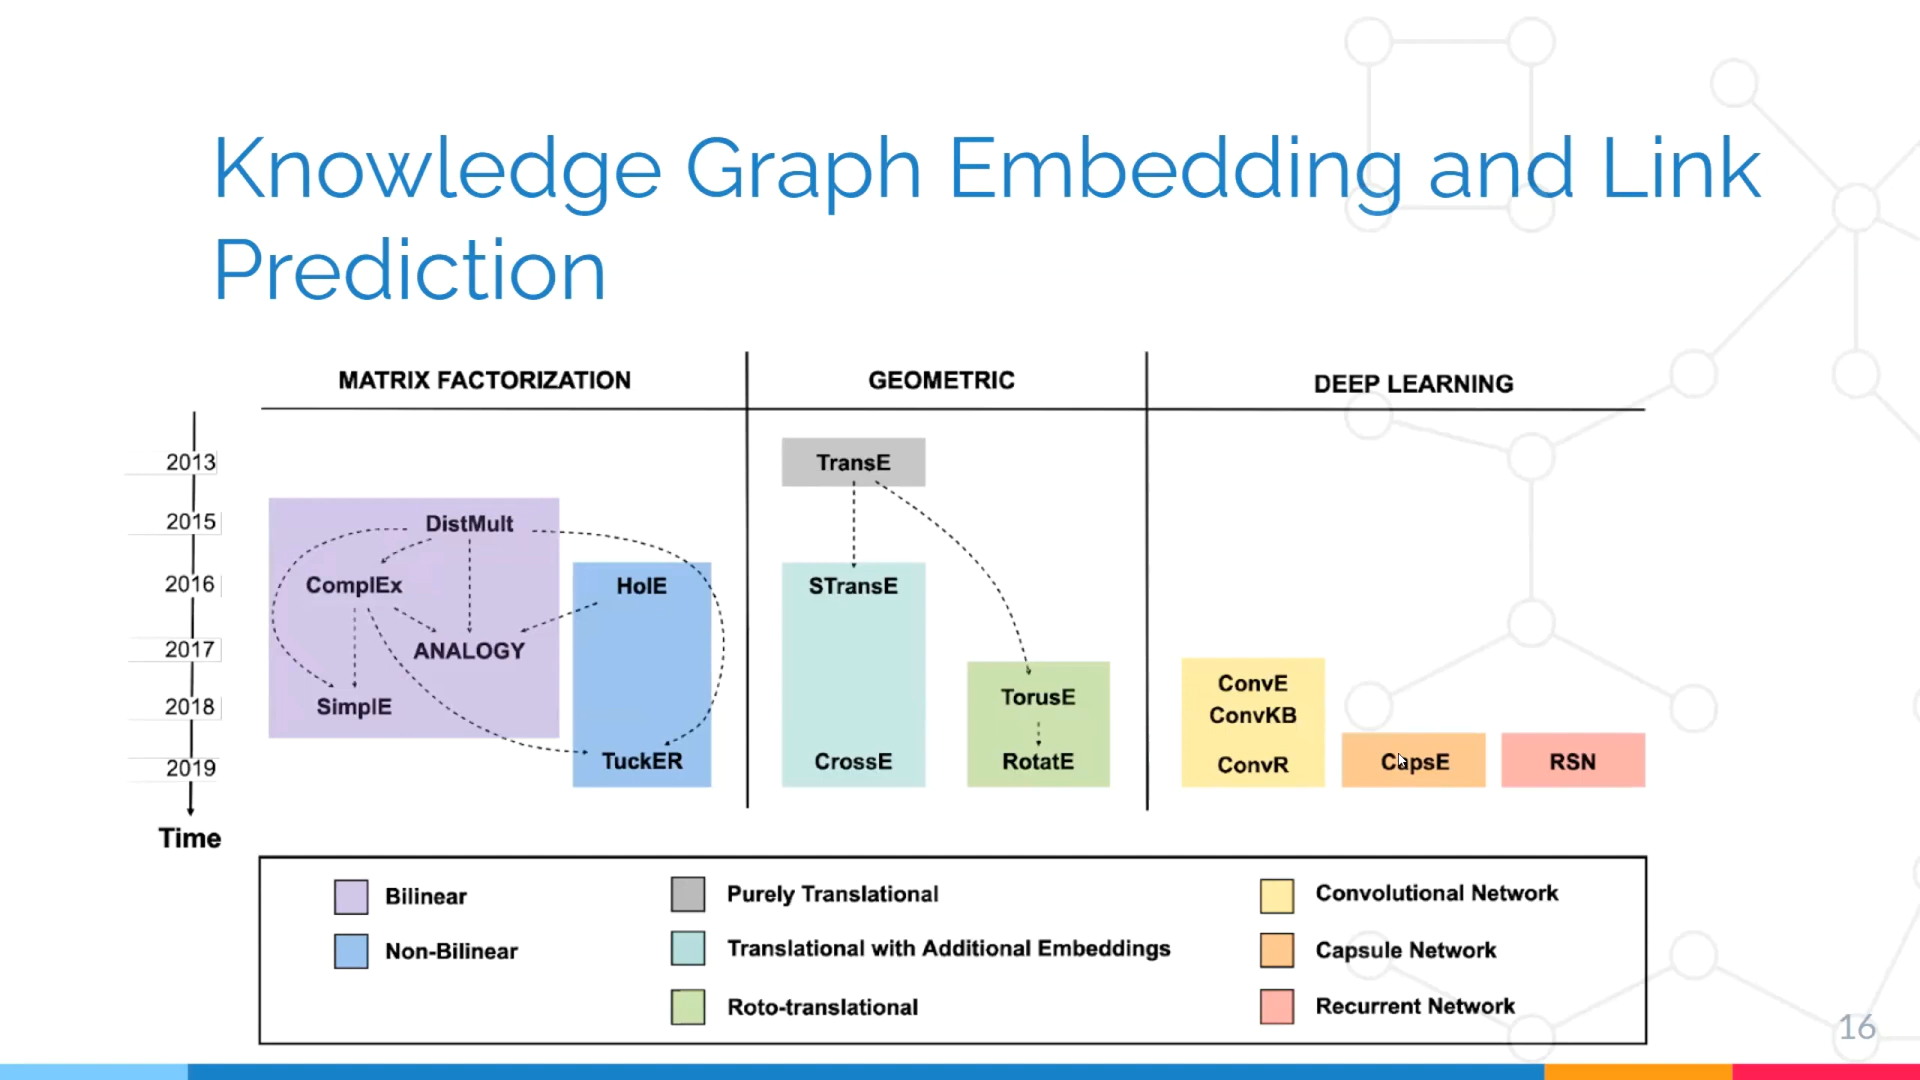 Knowledge Graph Embedding and Link
Prediction
MATRIX FACTORIZATION
GEOMETRIC
DEEP LEARNING
2013
TransE
2015
DistMult
2016
ComplEx
HolE
STransE
2017
ANALOGY
ConvE
2018
SimplE
TorusE
ConvKB
2019
TuckER
CrossE
RotatE
ConvR
CapsE
RSN
Time
Bilinear
Non-Bilinear
Purely Translational
Translational with Additional Embeddings
Roto-translational
Convolutional Network
Capsule Network
Recurrent Network
16